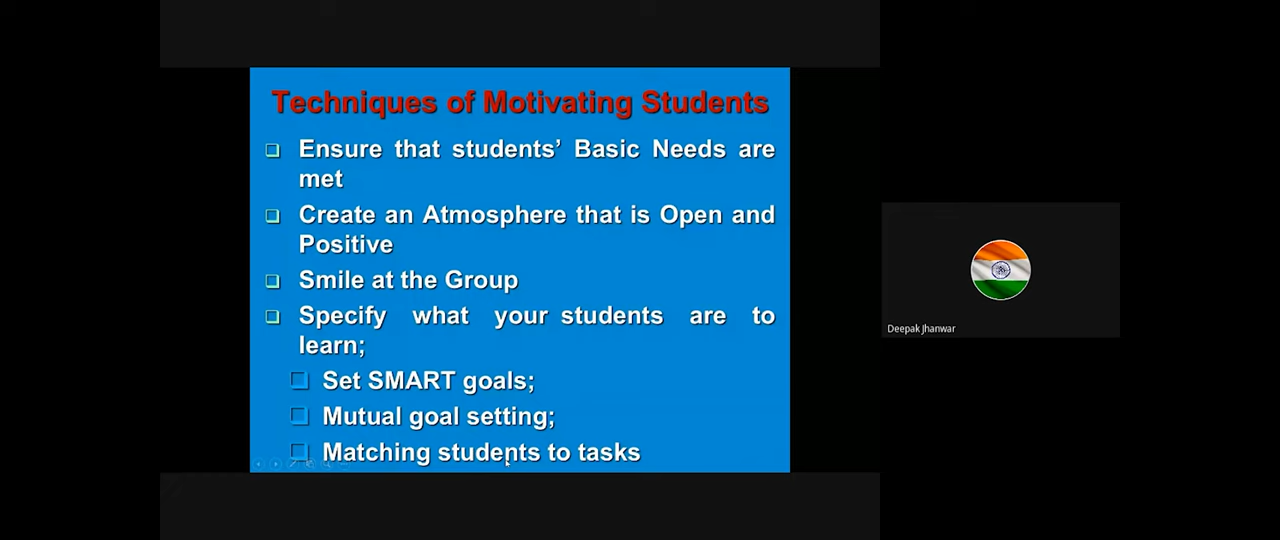 Techniques of Motivating Students
Ensure that students' Basic Needs are
met
Create an Atmosphere that is Open and
Positive
Smile at the Group
Specify what your students are to
learn;
Set SMART goals;
Mutual goal setting;
Matching students to tasks
Deepak Jhanwar